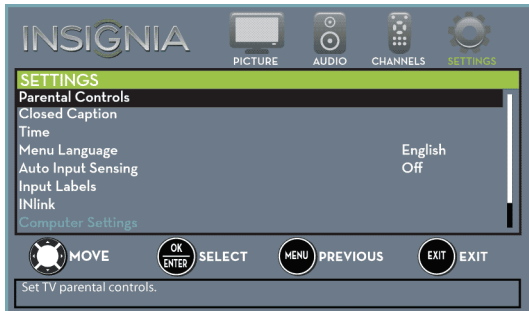 INSIGNIA
PICTURE AUDIO CHANNELS SETTINGS
SETTINGS
Parental Controls
Closed Caption
Time
Menu Language English
Auto Input Sensing Off
Input Labels
INlink
Computer Settings
MOVE OK ENTER SELECT MENU PREVIOUS EXIT EXIT
Set TV parental controls.